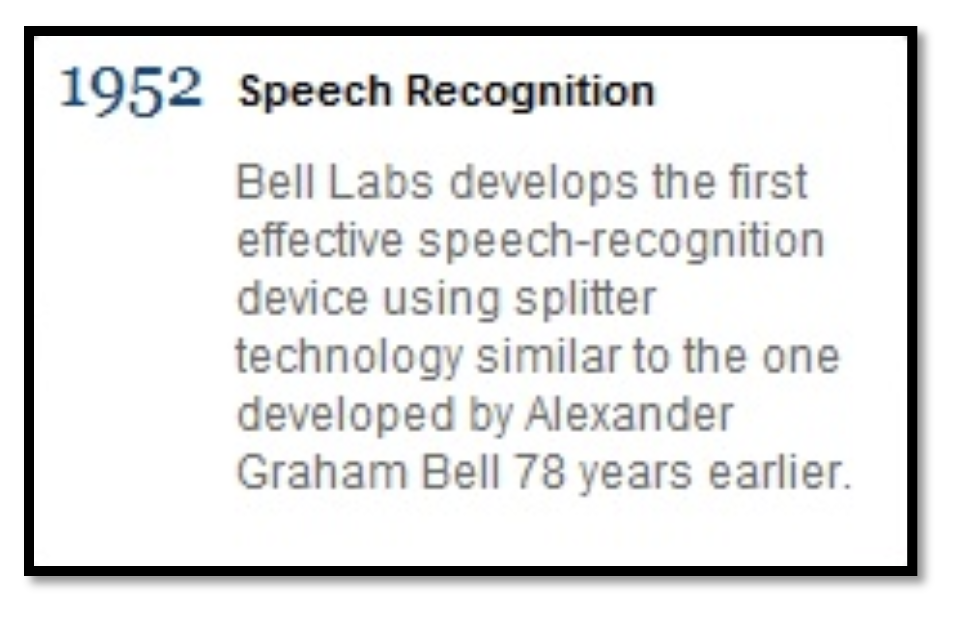 1952 Speech Recognition
Bell Labs develops the first
effective speech-recognition
device using splitter
technology similar to the one
developed by Alexander
Graham Bell 78 years earlier.